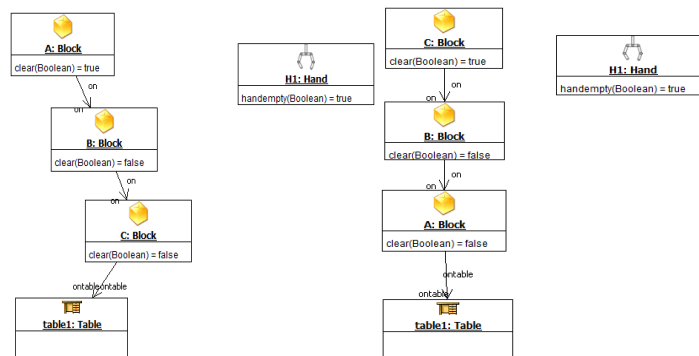 A: Block
clear(Boolean) = true
on
on
B: Block
clear(Boolean) = false
on
on
C: Block
clear(Boolean) = false
ontable
ontable
table1: Table
H1: Hand
handempty(Boolean) = true
C: Block
clear(Boolean) = true
on
on
B: Block
clear(Boolean) = false
on
on
A: Block
clear(Boolean) = false
ontable
ontable
table1: Table
H1: Hand
handempty(Boolean) = true